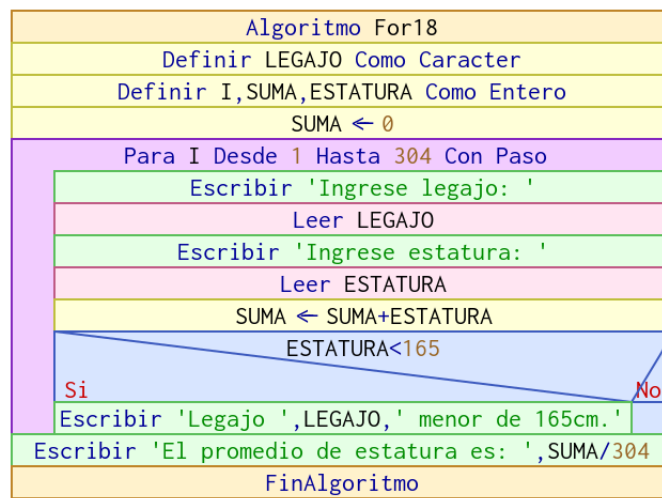 Algoritmo For18
Definir LEGAJO Como Caracter
Definir I,SUMA,ESTATURA Como Entero
SUMA ← 0
Para I Desde 1 Hasta 304 Con Paso
Escribir 'Ingrese legajo: '
Leer LEGAJO
Escribir 'Ingrese estatura: '
Leer ESTATURA
SUMA ← SUMA+ESTATURA
ESTATURA<165
Si No
Escribir 'Legajo ',LEGAJO,' menor de 165cm.'
Escribir 'El promedio de estatura es: ',SUMA/304
FinAlgoritmo